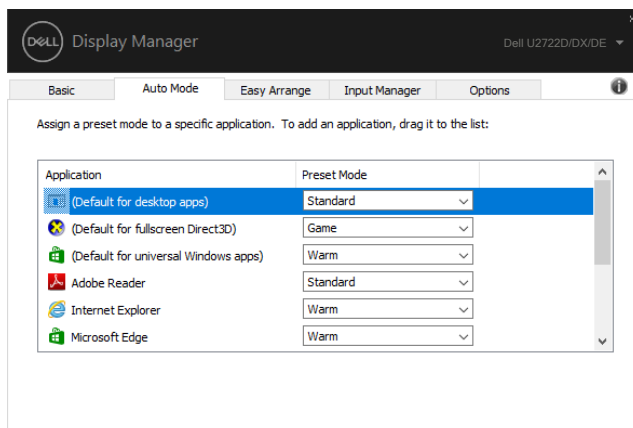 DELL Display Manager Dell U2722D/DX/DE
Basic Auto Mode Easy Arrange Input Manager Options
Assign a preset mode to a specific application. To add an application, drag it to the list:
Application Preset Mode
(Default for desktop apps) Standard
(Default for fullscreen Direct3D) Game
(Default for universal Windows apps) Warm
Adobe Reader Standard
Internet Explorer Warm
Microsoft Edge Warm